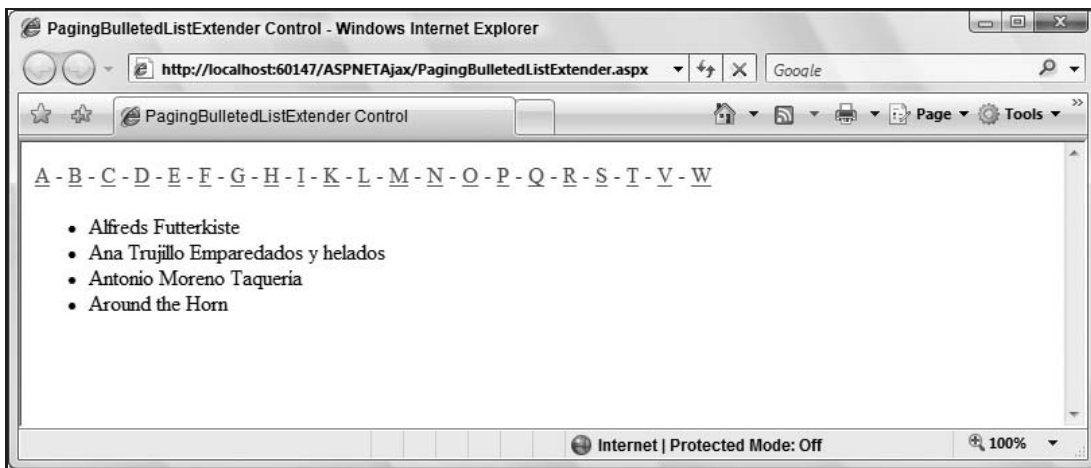 PagingBulletedListExtender Control - Windows Internet Explorer
http://localhost:60147/ASPNETAjax/PagingBulletedListExtender.aspx Google
PagingBulletedListExtender Control Page Tools »
A - B - C - D - E - F - G - H - I - K - L - M - N - O - P - Q - R - S - T - V - W
• Alfreds Futterkiste
• Ana Trujillo Emparedados y helados
• Antonio Moreno Taquería
• Around the Horn
Internet | Protected Mode: Off 100%